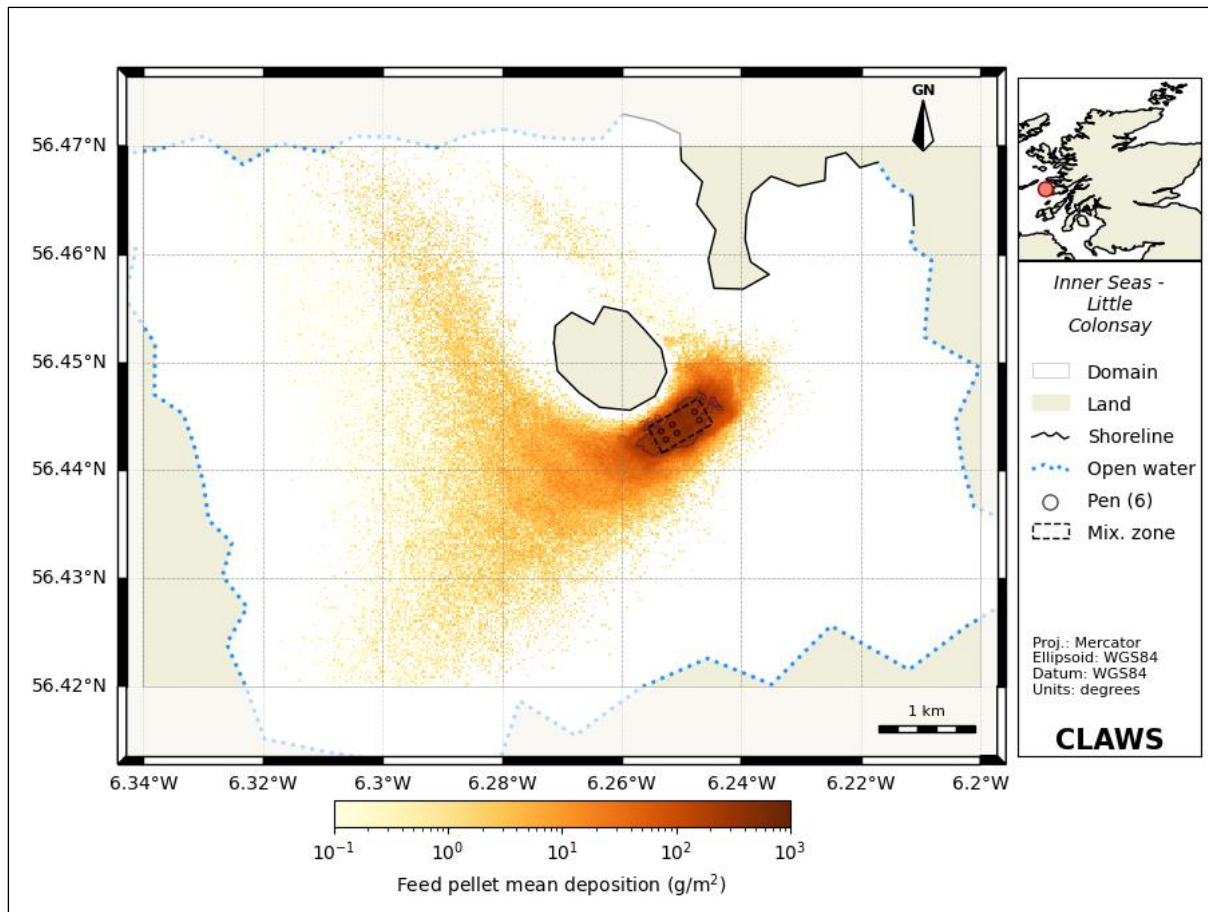 GN
56.47°N
56.46°N
56.45°N
56.44°N
56.43°N
56.42°N
6.34°W
6.32°W
6.3°W
6.28°W
6.26°W
6.24°W
6.22°W
6.2°W
1 km
Inner Seas -
Little
Colonsay
Domain
Land
Shoreline
Open water
Pen (6)
Mix. zone
Proj.: Mercator
Ellipsoid: WGS84
Datum: WGS84
Units: degrees
CLAWS
10⁻¹
10⁰
10¹
10²
10³
Feed pellet mean deposition (g/m²)